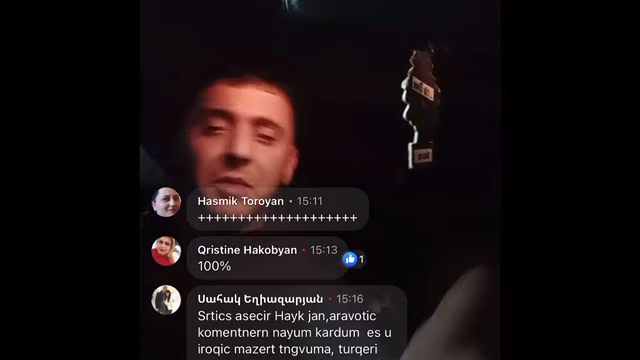 Hasmik Toroyan • 15:11
++++++++++++++++++++
Qristine Hakobyan • 15:13
100%
1
Սահակ Եղիազարյան • 15:16
Srtics asecir Hayk jan,aravotic
komentnern nayum kardum es u
iroqic mazert tngvuma, turqeri